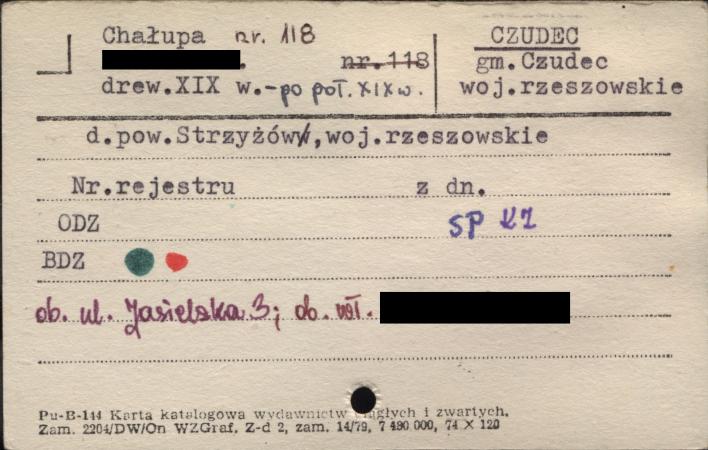 Chałupa nr. 118
CZUDEC
. nr.118
gm.Czudec
drew.XIX w.-po poł.XIXw.
woj.rzeszowskie
d.pow.Strzyżów,woj.rzeszowskie
Nr.rejestru z dn.
ODZ SP KZ
BDZ
ob. ul. Jasielska 3; ob. wł.
Pu-B-144 Karta katalogowa wydawnictw ciągłych i zwartych.
Zam. 2204/DW/On WZGraf. Z-d 2, zam. 14/79, 7 490 000, 74 X 120